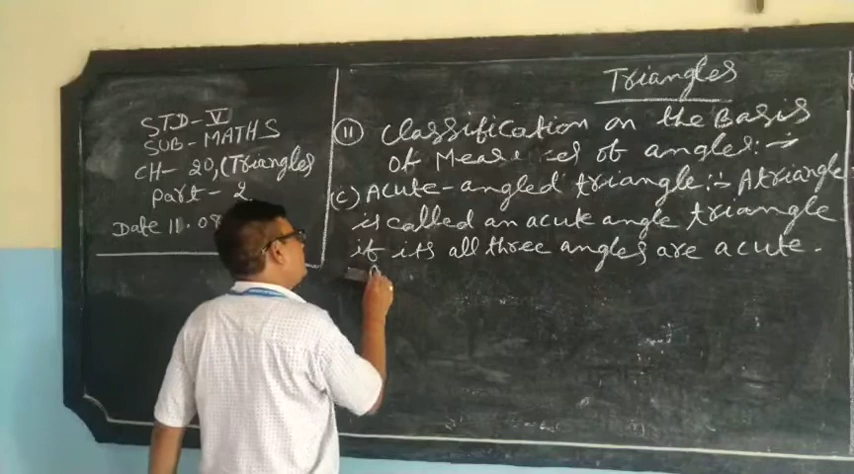 STD - V
SUB - MATHS
CH - 20, (Triangles
Part - 2
Date 11.08
Triangles
(II) Classification on the Basis
of of angles :-
(C) Acute-angled triangle :- A triangle
is called an acute angle triangle
if its all three angles are acute.